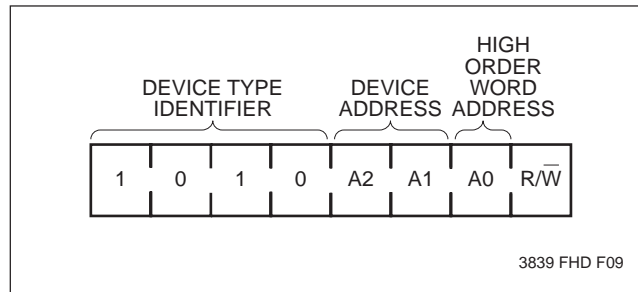 HIGH
ORDER
WORD
ADDRESS
DEVICE TYPE
IDENTIFIER
DEVICE
ADDRESS
1 0 1 0 A2 A1 A0 R/W̅
3839 FHD F09